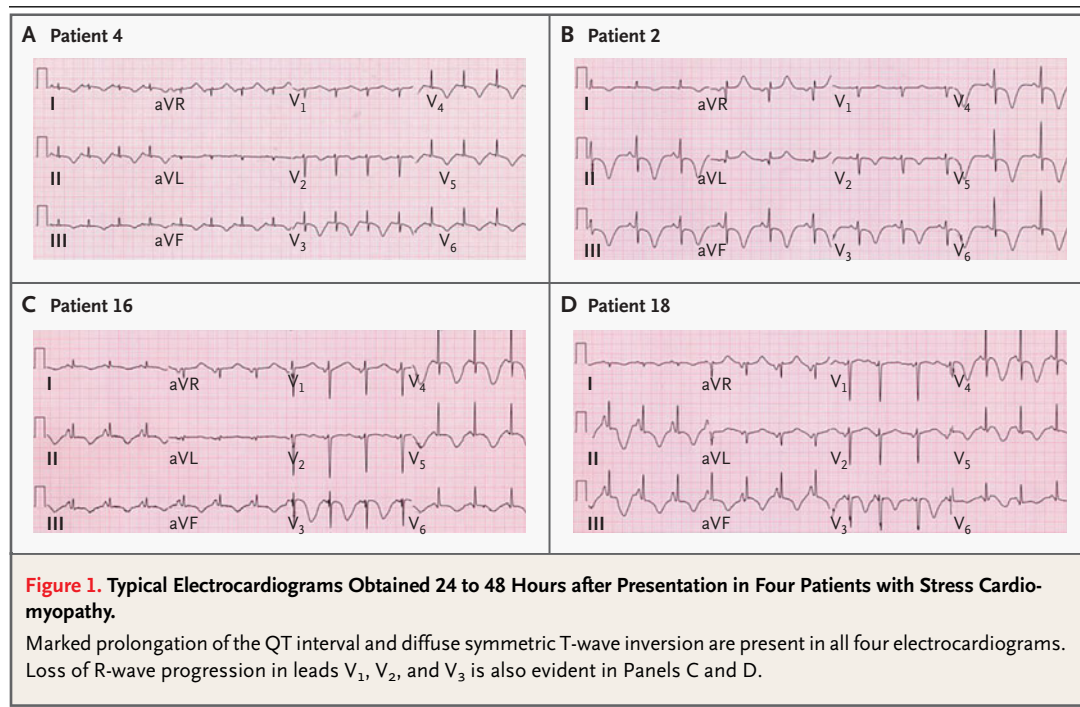 A Patient 4
I aVR V₁ V₄
II aVL V₂ V₅
III aVF V₃ V₆
B Patient 2
I aVR V₁ V₄
II aVL V₂ V₅
III aVF V₃ V₆
C Patient 16
I aVR V₁ V₄
II aVL V₂ V₅
III aVF V₃ V₆
D Patient 18
I aVR V₁ V₄
II aVL V₂ V₅
III aVF V₃ V₆
Figure 1. Typical Electrocardiograms Obtained 24 to 48 Hours after Presentation in Four Patients with Stress Cardio-
myopathy.
Marked prolongation of the QT interval and diffuse symmetric T-wave inversion are present in all four electrocardiograms.
Loss of R-wave progression in leads V₁, V₂, and V₃ is also evident in Panels C and D.